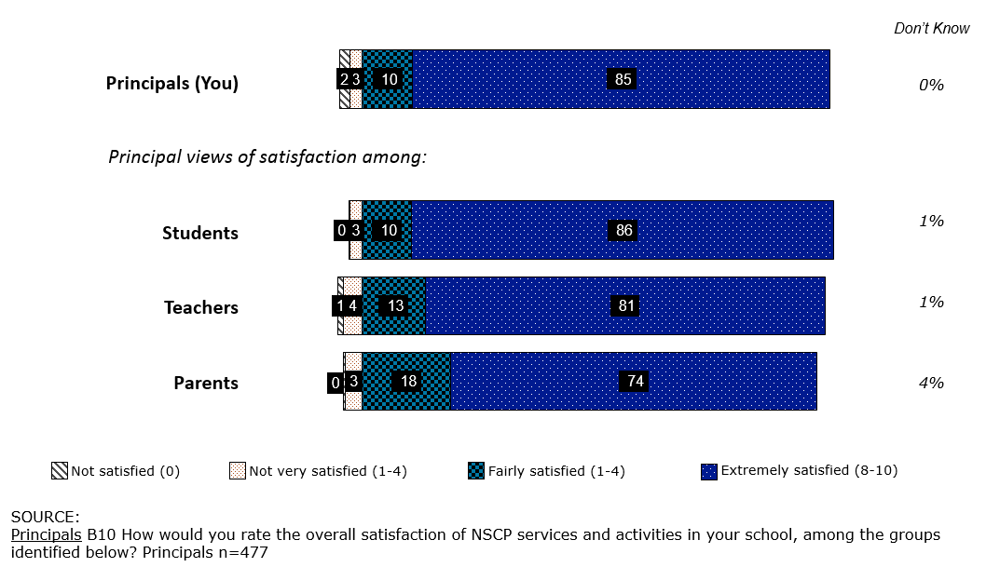 Don't Know
Principals (You) 2 3 10 85 0%
Principal views of satisfaction among:
Students 0 3 10 86 1%
Teachers 1 4 13 81 1%
Parents 0 3 18 74 4%
Not satisfied (0) Not very satisfied (1-4) Fairly satisfied (1-4) Extremely satisfied (8-10)
SOURCE:
Principals B10 How would you rate the overall satisfaction of NSCP services and activities in your school, among the groups
identified below? Principals n=477